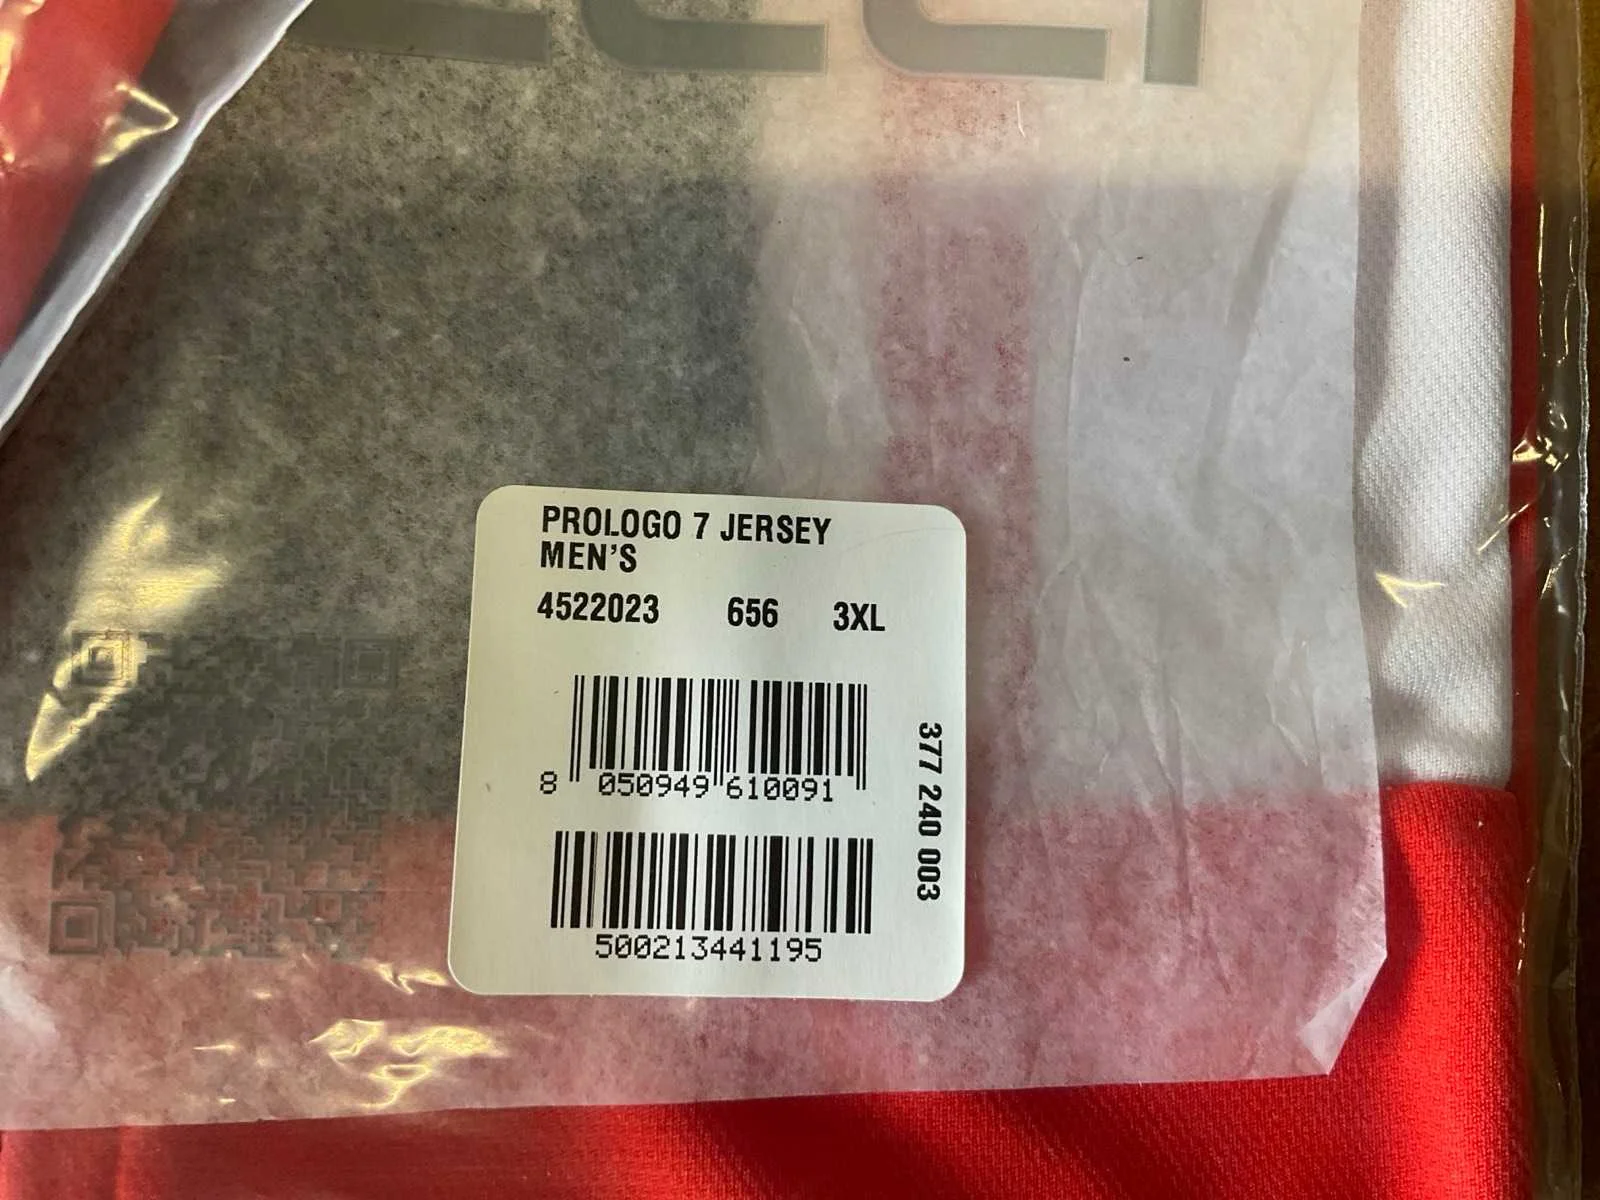 PROLOGO 7 JERSEY
MEN'S
4522023 656 3XL
8 050949 610091
377 240 003
500213441195